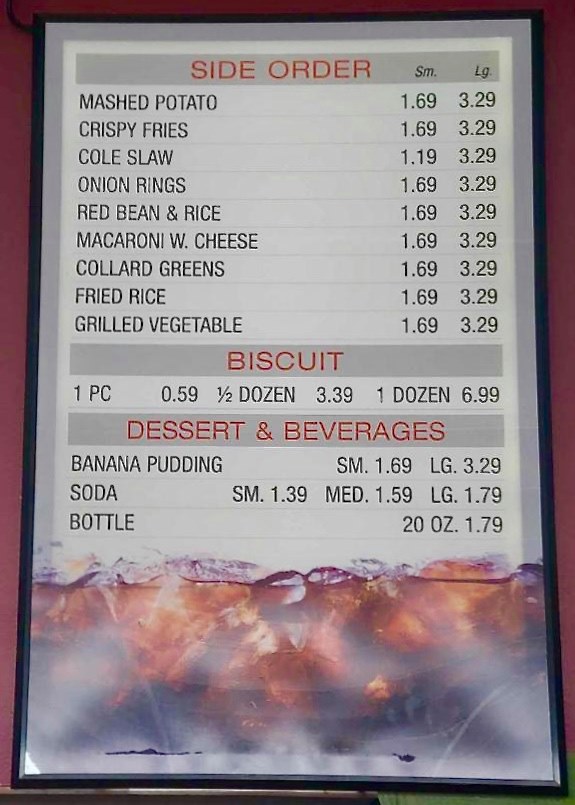 SIDE ORDER Sm. Lg.
MASHED POTATO 1.69 3.29
CRISPY FRIES 1.69 3.29
COLE SLAW 1.19 3.29
ONION RINGS 1.69 3.29
RED BEAN & RICE 1.69 3.29
MACARONI W. CHEESE 1.69 3.29
COLLARD GREENS 1.69 3.29
FRIED RICE 1.69 3.29
GRILLED VEGETABLE 1.69 3.29
BISCUIT
1 PC 0.59 ½ DOZEN 3.39 1 DOZEN 6.99
DESSERT & BEVERAGES
BANANA PUDDING SM. 1.69 LG. 3.29
SODA SM. 1.39 MED. 1.59 LG. 1.79
BOTTLE 20 OZ. 1.79